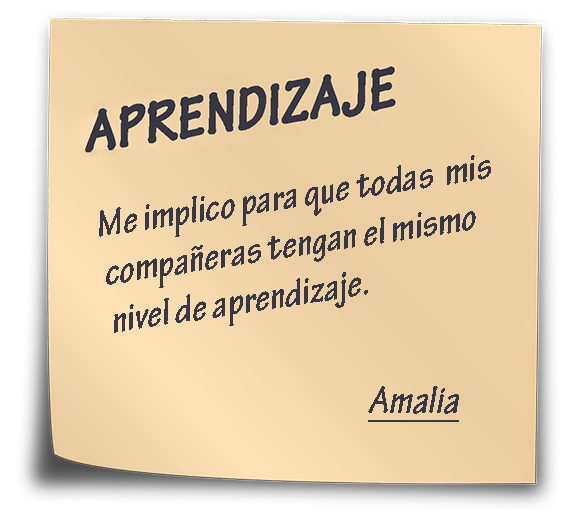 APRENDIZAJE
Me implico para que todas mis
compañeras tengan el mismo
nivel de aprendizaje.
Amalia